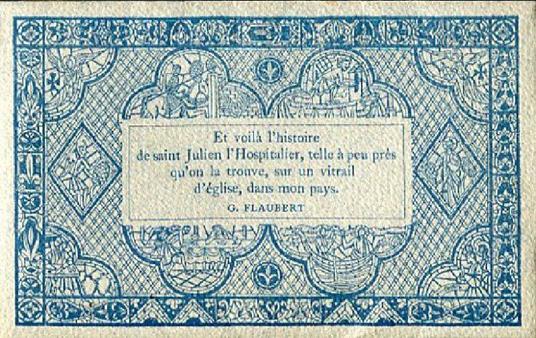 Et voilà l'histoire
de saint Julien l'Hospitalier, telle à peu près
qu'on la trouve, sur un vitrail
d'église, dans mon pays.
G. FLAUBERT